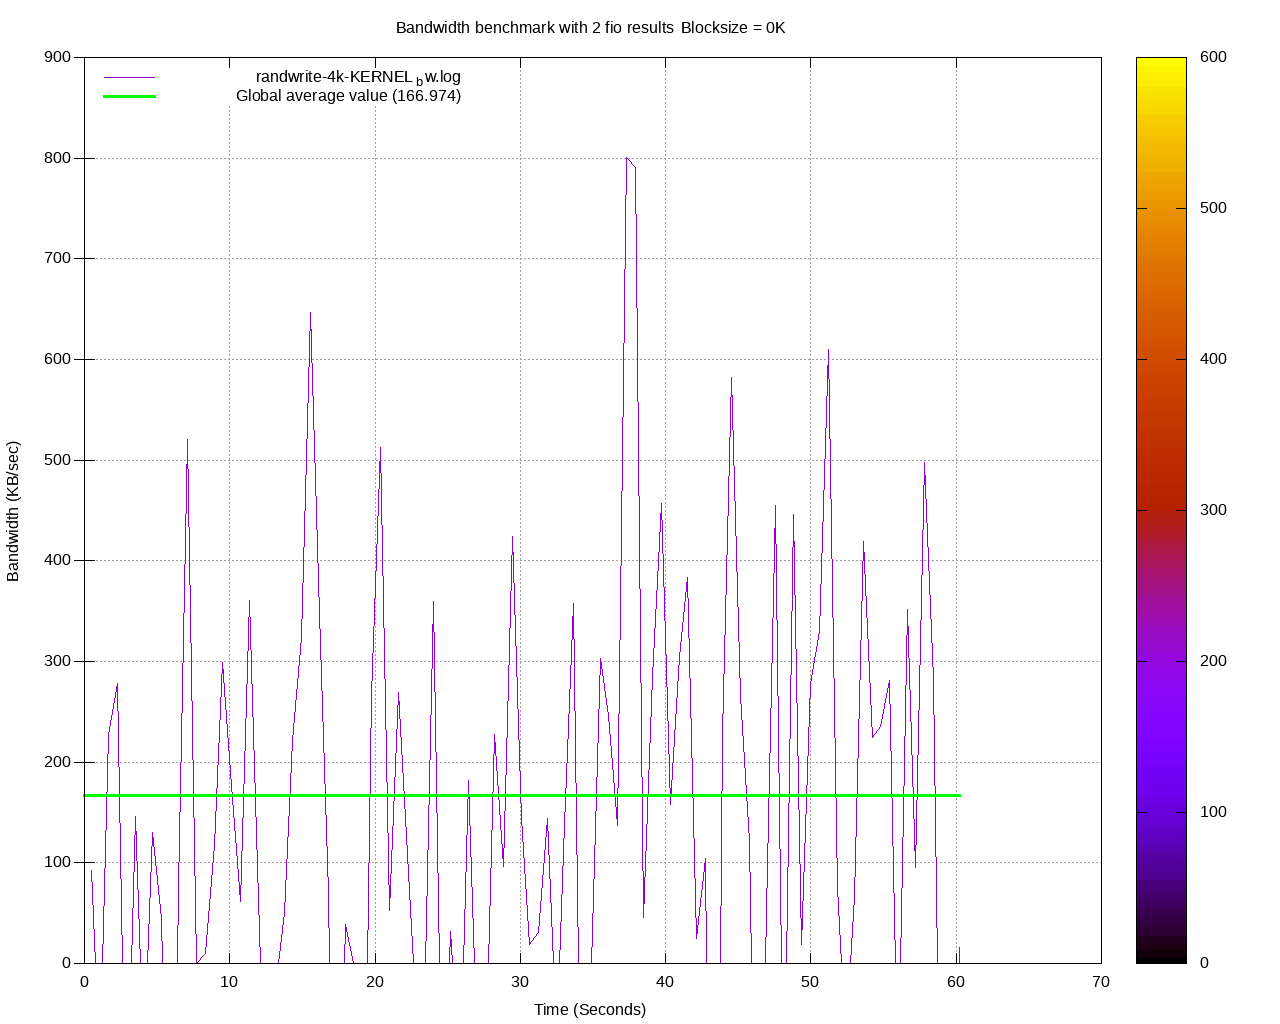 Bandwidth benchmark with 2 fio results Blocksize = 0K
randwrite-4k-KERNEL_bw.log
Global average value (166.974)
Bandwidth (KB/sec)
900
800
700
600
500
400
300
200
100
0
0 10 20 30 40 50 60 70
Time (Seconds)
600
500
400
300
200
100
0